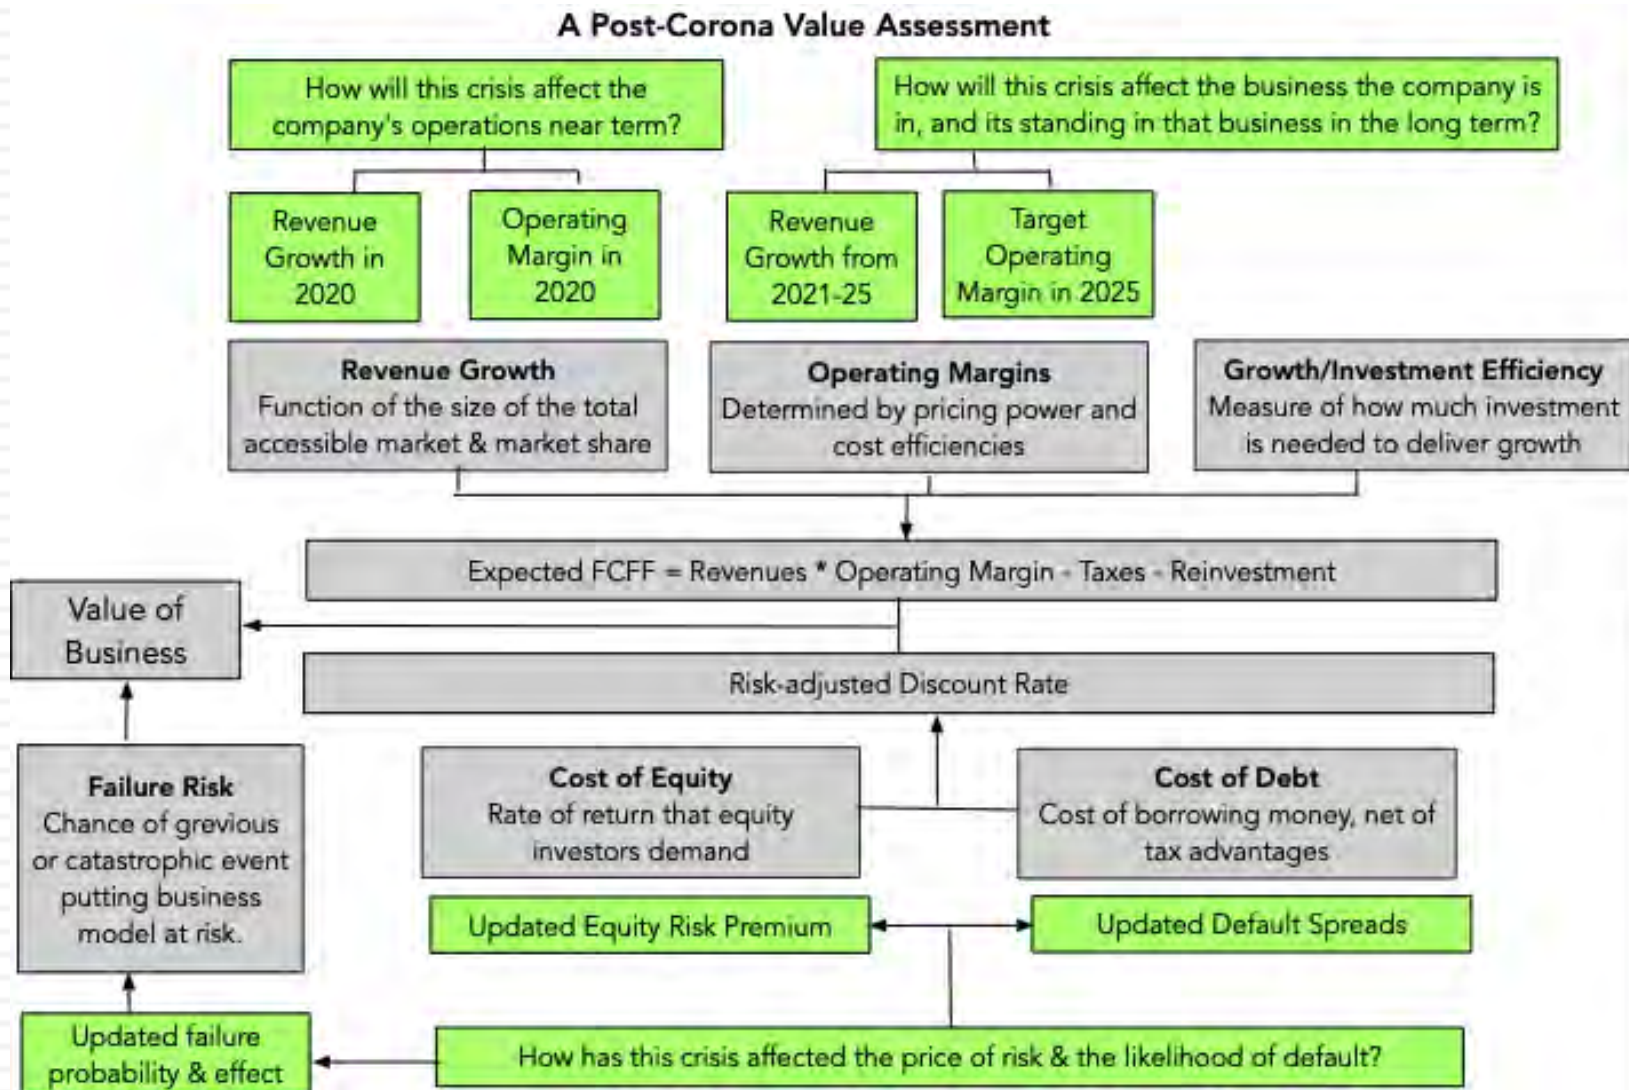 A Post-Corona Value Assessment
How will this crisis affect the
company's operations near term?
How will this crisis affect the business the company is
in, and its standing in that business in the long term?
Revenue
Growth in
2020
Operating
Margin in
2020
Revenue
Growth from
2021-25
Target
Operating
Margin in 2025
Revenue Growth
Function of the size of the total
accessible market & market share
Operating Margins
Determined by pricing power and
cost efficiencies
Growth/Investment Efficiency
Measure of how much investment
is needed to deliver growth
Expected FCFF = Revenues * Operating Margin - Taxes - Reinvestment
Value of
Business
Risk-adjusted Discount Rate
Failure Risk
Chance of grevious
or catastrophic event
putting business
model at risk.
Cost of Equity
Rate of return that equity
investors demand
Cost of Debt
Cost of borrowing money, net of
tax advantages
Updated Equity Risk Premium
Updated Default Spreads
Updated failure
probability & effect
How has this crisis affected the price of risk & the likelihood of default?